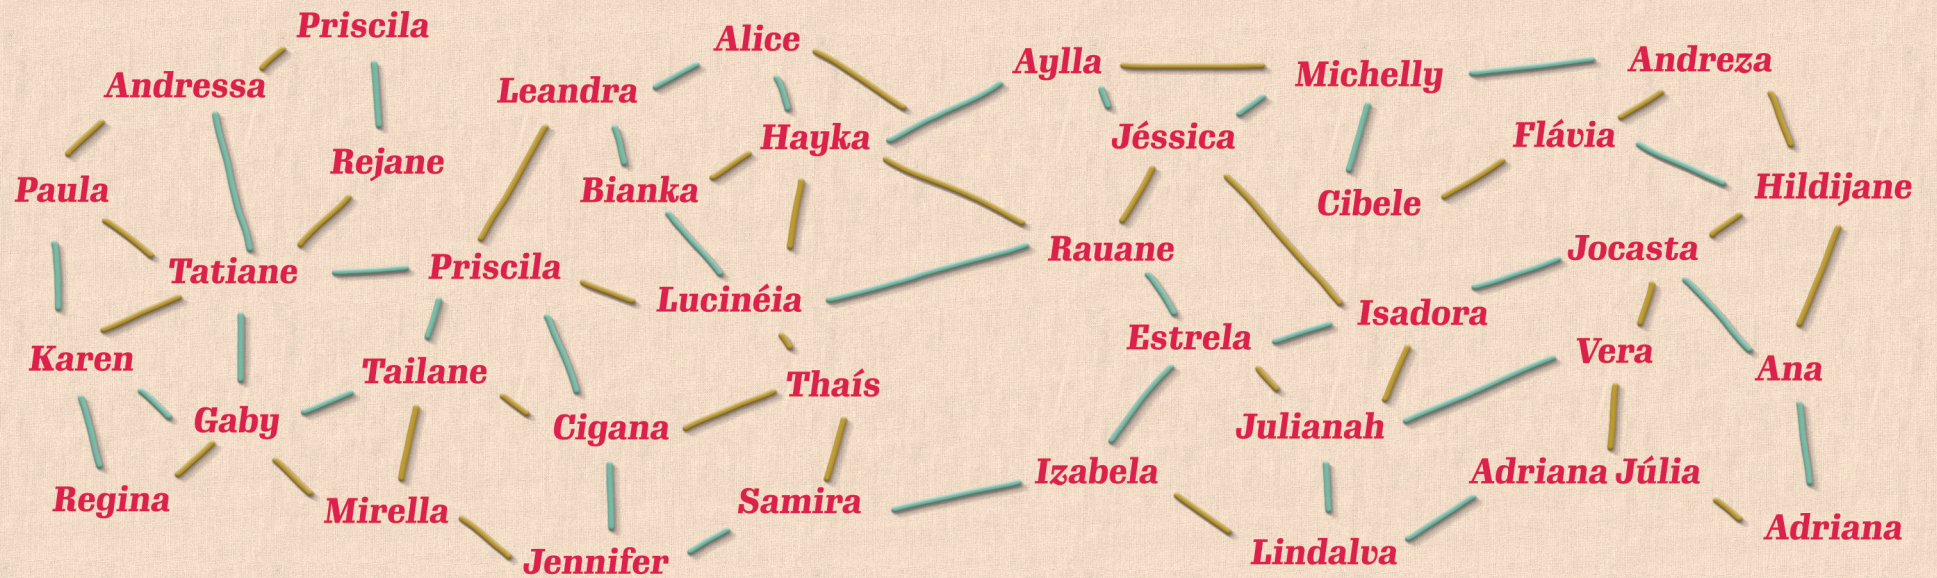 Priscila
Alice
Andressa
Leandra
Aylla
Michelly
Andreza
Hayka
Jéssica
Flávia
Rejane
Paula
Bianka
Cibele
Hildijane
Rauane
Jocasta
Tatiane
Priscila
Lucinéia
Isadora
Estrela
Vera
Ana
Karen
Tailane
Thaís
Gaby
Cigana
Julianah
Izabela
Adriana Júlia
Regina
Mirella
Samira
Adriana
Jennifer
Lindalva